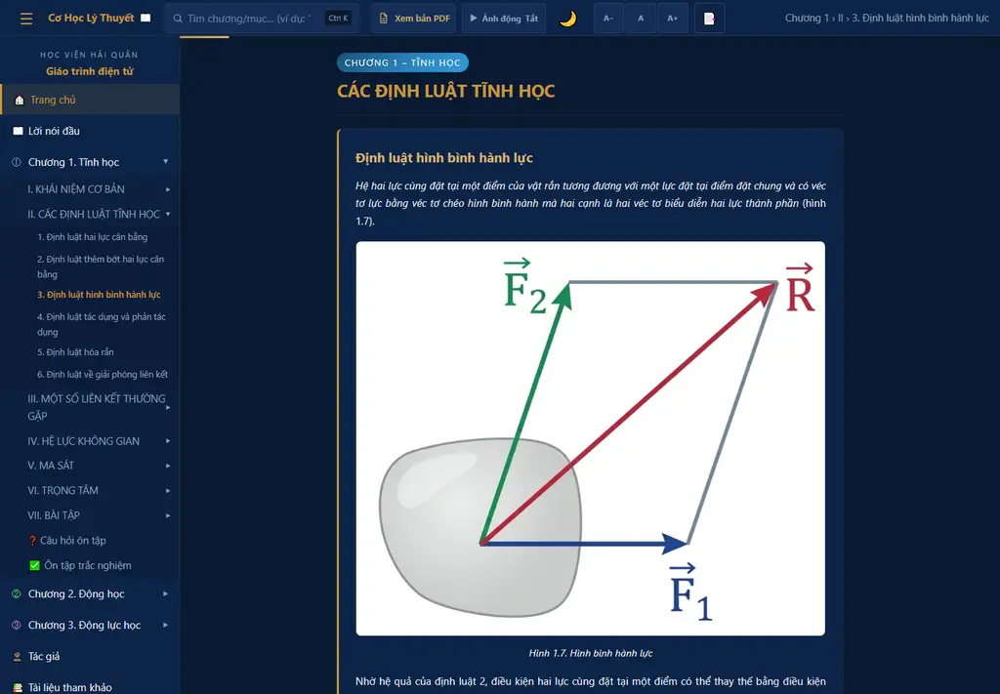 Cơ Học Lý Thuyết
Tìm chương/mục... (ví dụ: "
Ctrl K
Xem bản PDF
Ảnh động Tắt
A−
A
A+
Chương 1 › II › 3. Định luật hình bình hành lực
HỌC VIỆN HẢI QUÂN
Giáo trình điện tử
Trang chủ
Lời nói đầu
① Chương 1. Tĩnh học
I. KHÁI NIỆM CƠ BẢN
II. CÁC ĐỊNH LUẬT TĨNH HỌC
1. Định luật hai lực cân bằng
2. Định luật thêm bớt hai lực cân
bằng
3. Định luật hình bình hành lực
4. Định luật tác dụng và phản tác
dụng
5. Định luật hóa rắn
6. Định luật về giải phóng liên kết
III. MỘT SỐ LIÊN KẾT THƯỜNG
GẶP
IV. HỆ LỰC KHÔNG GIAN
V. MA SÁT
VI. TRỌNG TÂM
VII. BÀI TẬP
❓ Câu hỏi ôn tập
✅ Ôn tập trắc nghiệm
② Chương 2. Động học
③ Chương 3. Động lực học
Tác giả
Tài liệu tham khảo
CHƯƠNG 1 – TĨNH HỌC
CÁC ĐỊNH LUẬT TĨNH HỌC
Định luật hình bình hành lực
Hệ hai lực cùng đặt tại một điểm của vật rắn tương đương với một lực đặt tại điểm đặt chung và có véc
tơ lực bằng véc tơ chéo hình bình hành mà hai cạnh là hai véc tơ biểu diễn hai lực thành phần (hình
1.7).
F⃗₂
R⃗
F⃗₁
Hình 1.7. Hình bình hành lực
Nhờ hệ quả của định luật 2, điều kiện hai lực cùng đặt tại một điểm có thể thay thế bằng điều kiện